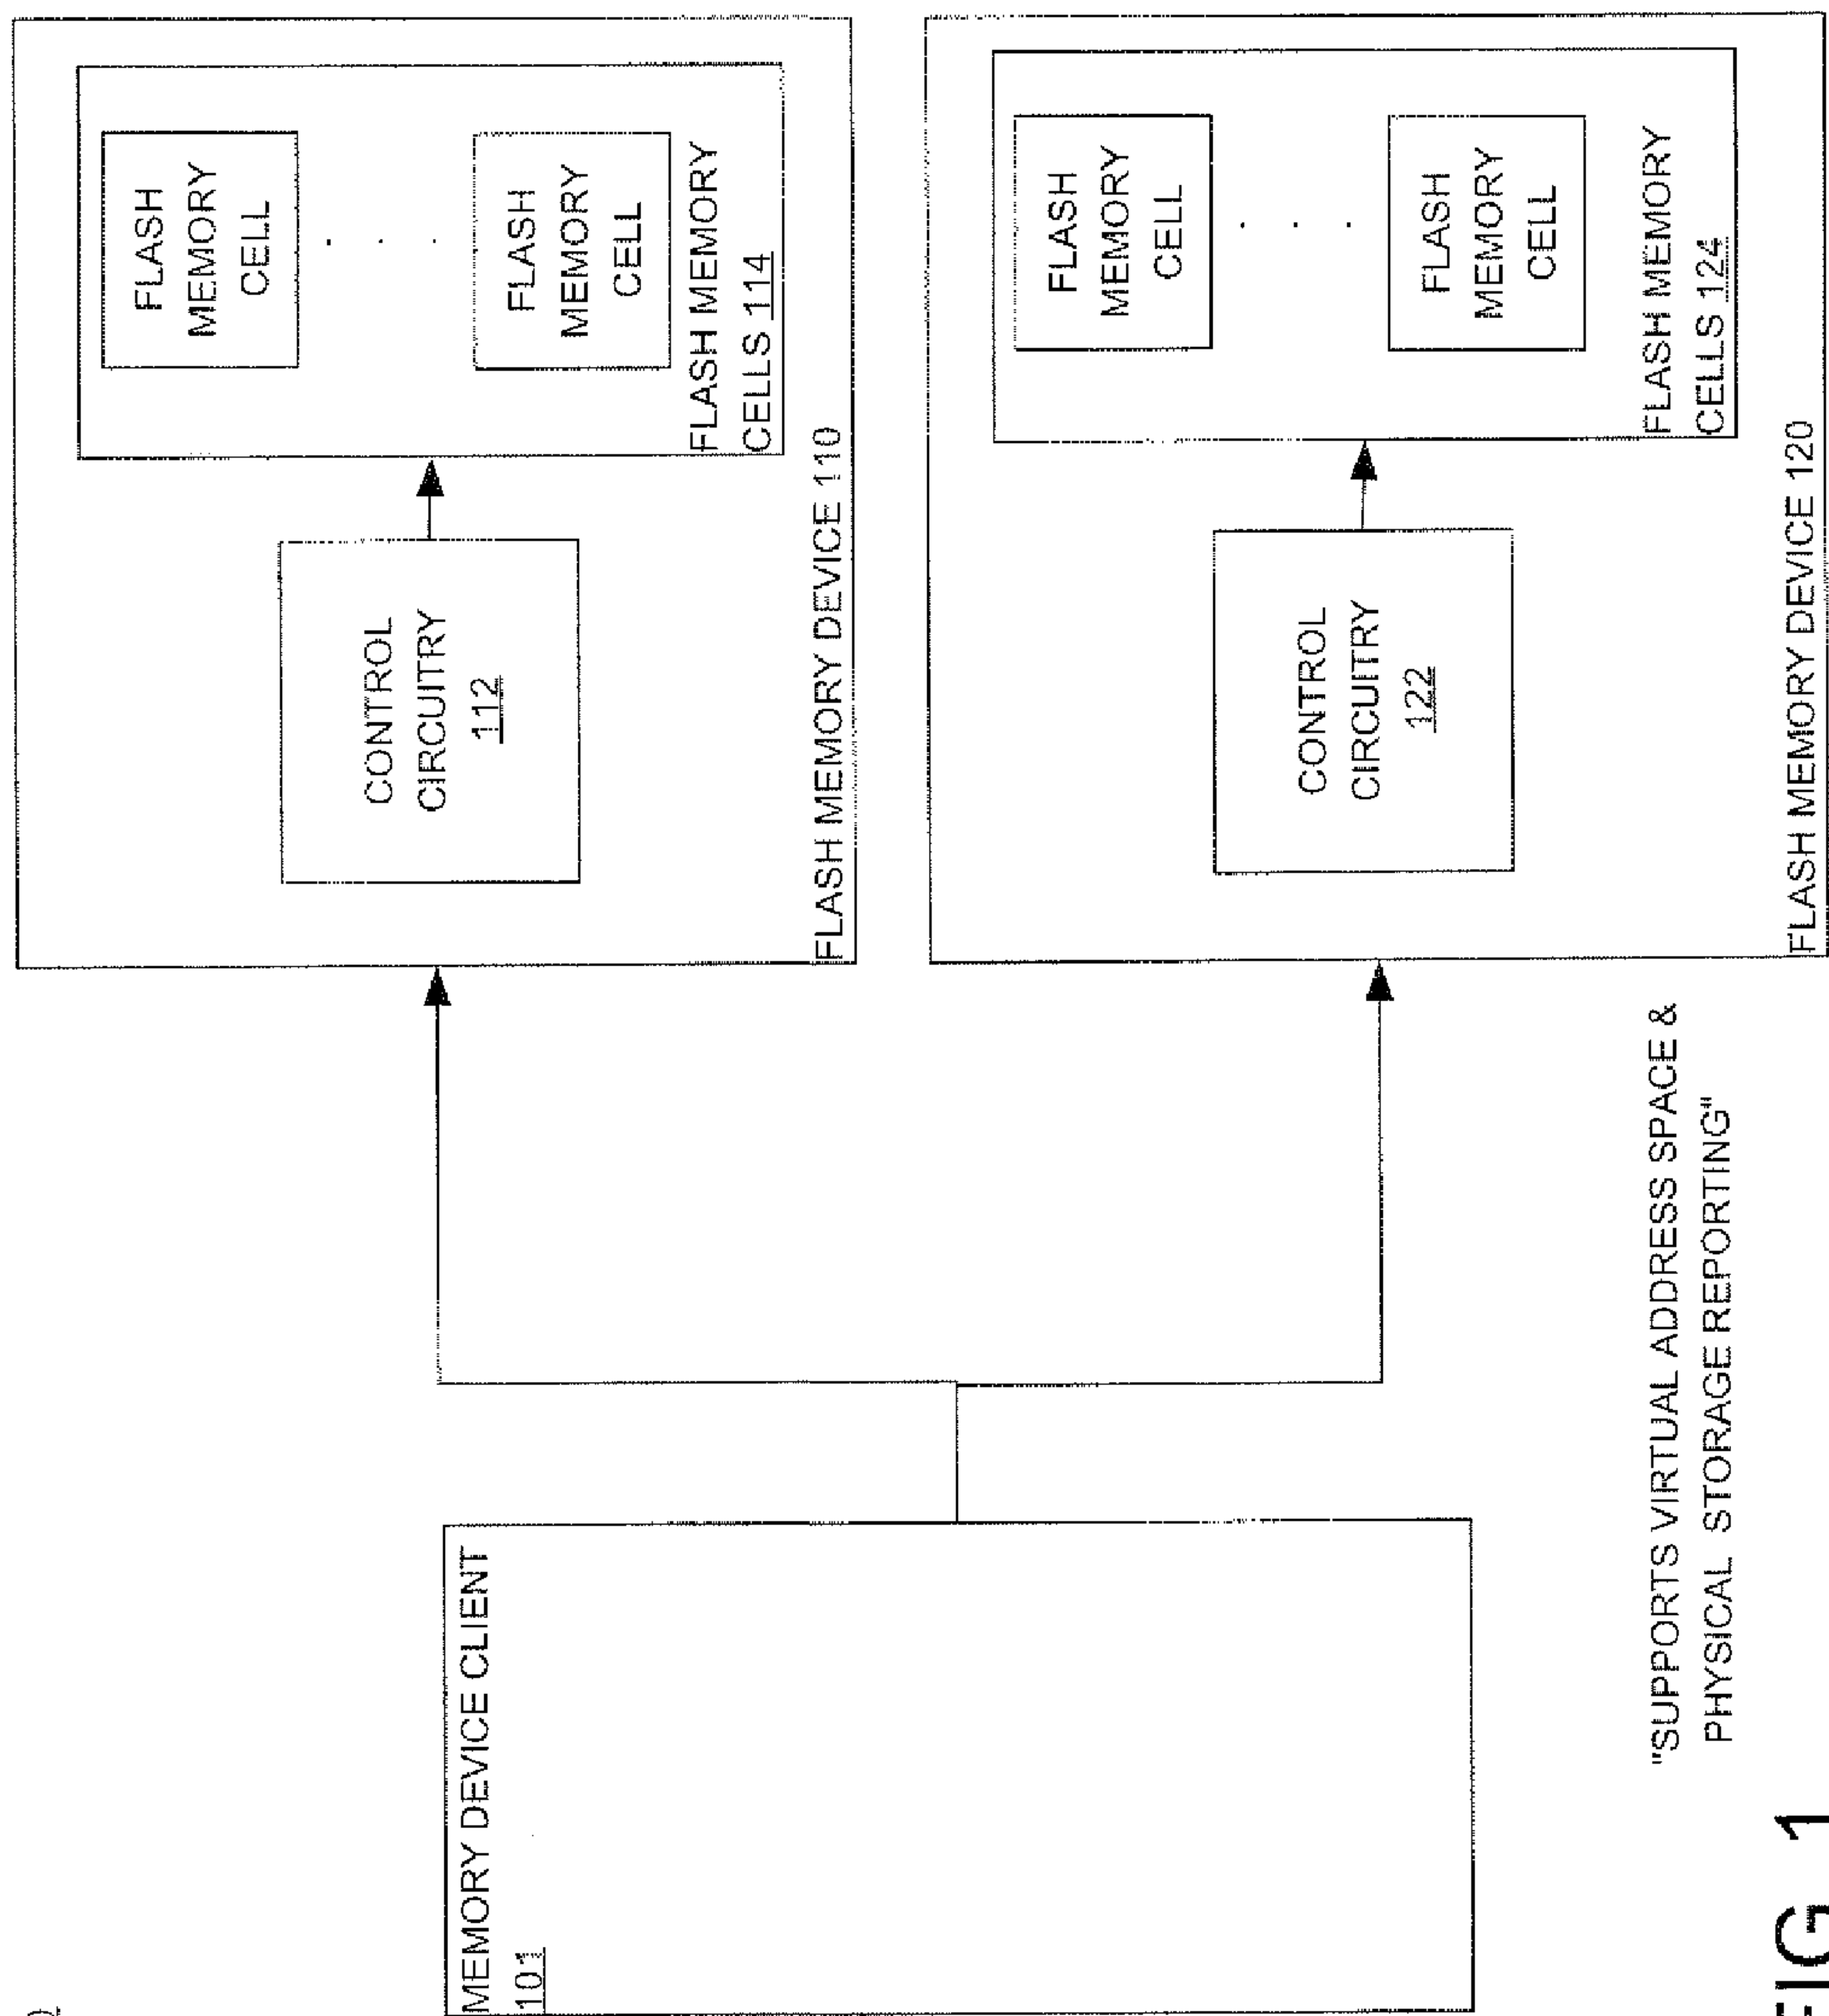 MEMORY DEVICE CLIENT
101
FLASH
MEMORY
CELL
. . .
FLASH
MEMORY
CELL
FLASH MEMORY
CELLS 114
CONTROL
CIRCUITRY
112
FLASH MEMORY DEVICE 110
FLASH
MEMORY
CELL
. . .
FLASH
MEMORY
CELL
FLASH MEMORY
CELLS 124
CONTROL
CIRCUITRY
122
FLASH MEMORY DEVICE 120
"SUPPORTS VIRTUAL ADDRESS SPACE &
PHYSICAL STORAGE REPORTING"
FIG 1